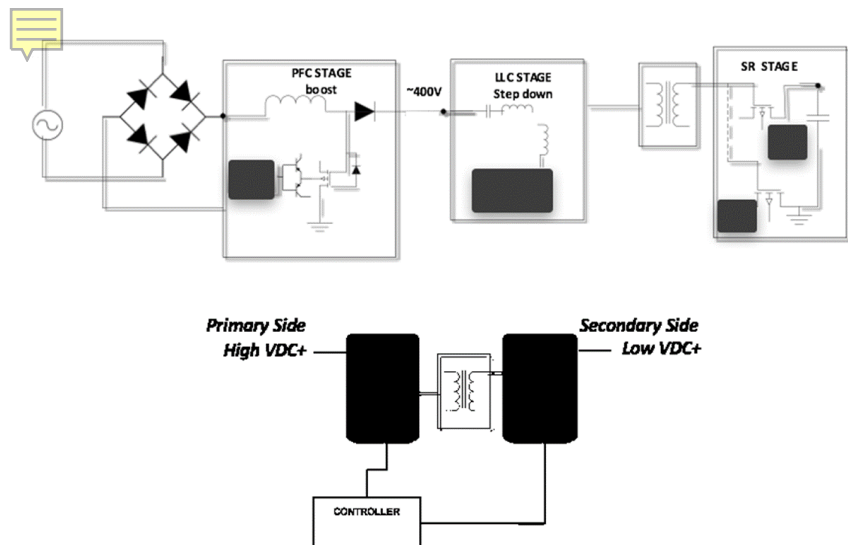 PFC STAGE
boost
~400V
LLC STAGE
Step down
SR STAGE
Primary Side
High VDC+
Secondary Side
Low VDC+
CONTROLLER